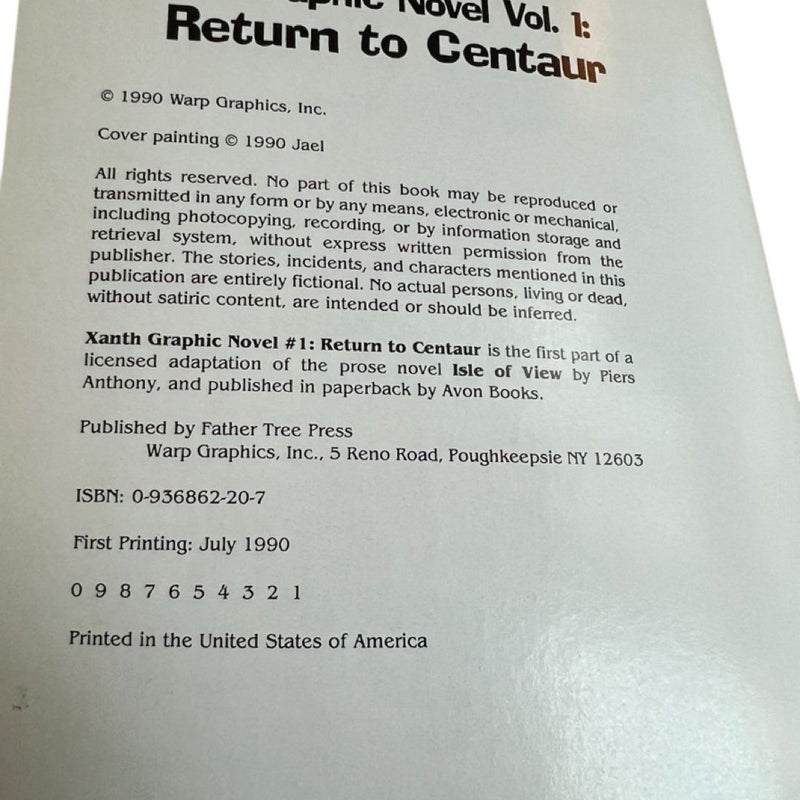 Graphic Novel Vol. 1:
Return to Centaur
© 1990 Warp Graphics, Inc.
Cover painting © 1990 Jael
All rights reserved. No part of this book may be reproduced or
transmitted in any form or by any means, electronic or mechanical,
including photocopying, recording, or by information storage and
retrieval system, without express written permission from the
publisher. The stories, incidents, and characters mentioned in this
publication are entirely fictional. No actual persons, living or dead,
without satiric content, are intended or should be inferred.
Xanth Graphic Novel #1: Return to Centaur is the first part of a
licensed adaptation of the prose novel Isle of View by Piers
Anthony, and published in paperback by Avon Books.
Published by Father Tree Press
Warp Graphics, Inc., 5 Reno Road, Poughkeepsie NY 12603
ISBN: 0-936862-20-7
First Printing: July 1990
0 9 8 7 6 5 4 3 2 1
Printed in the United States of America